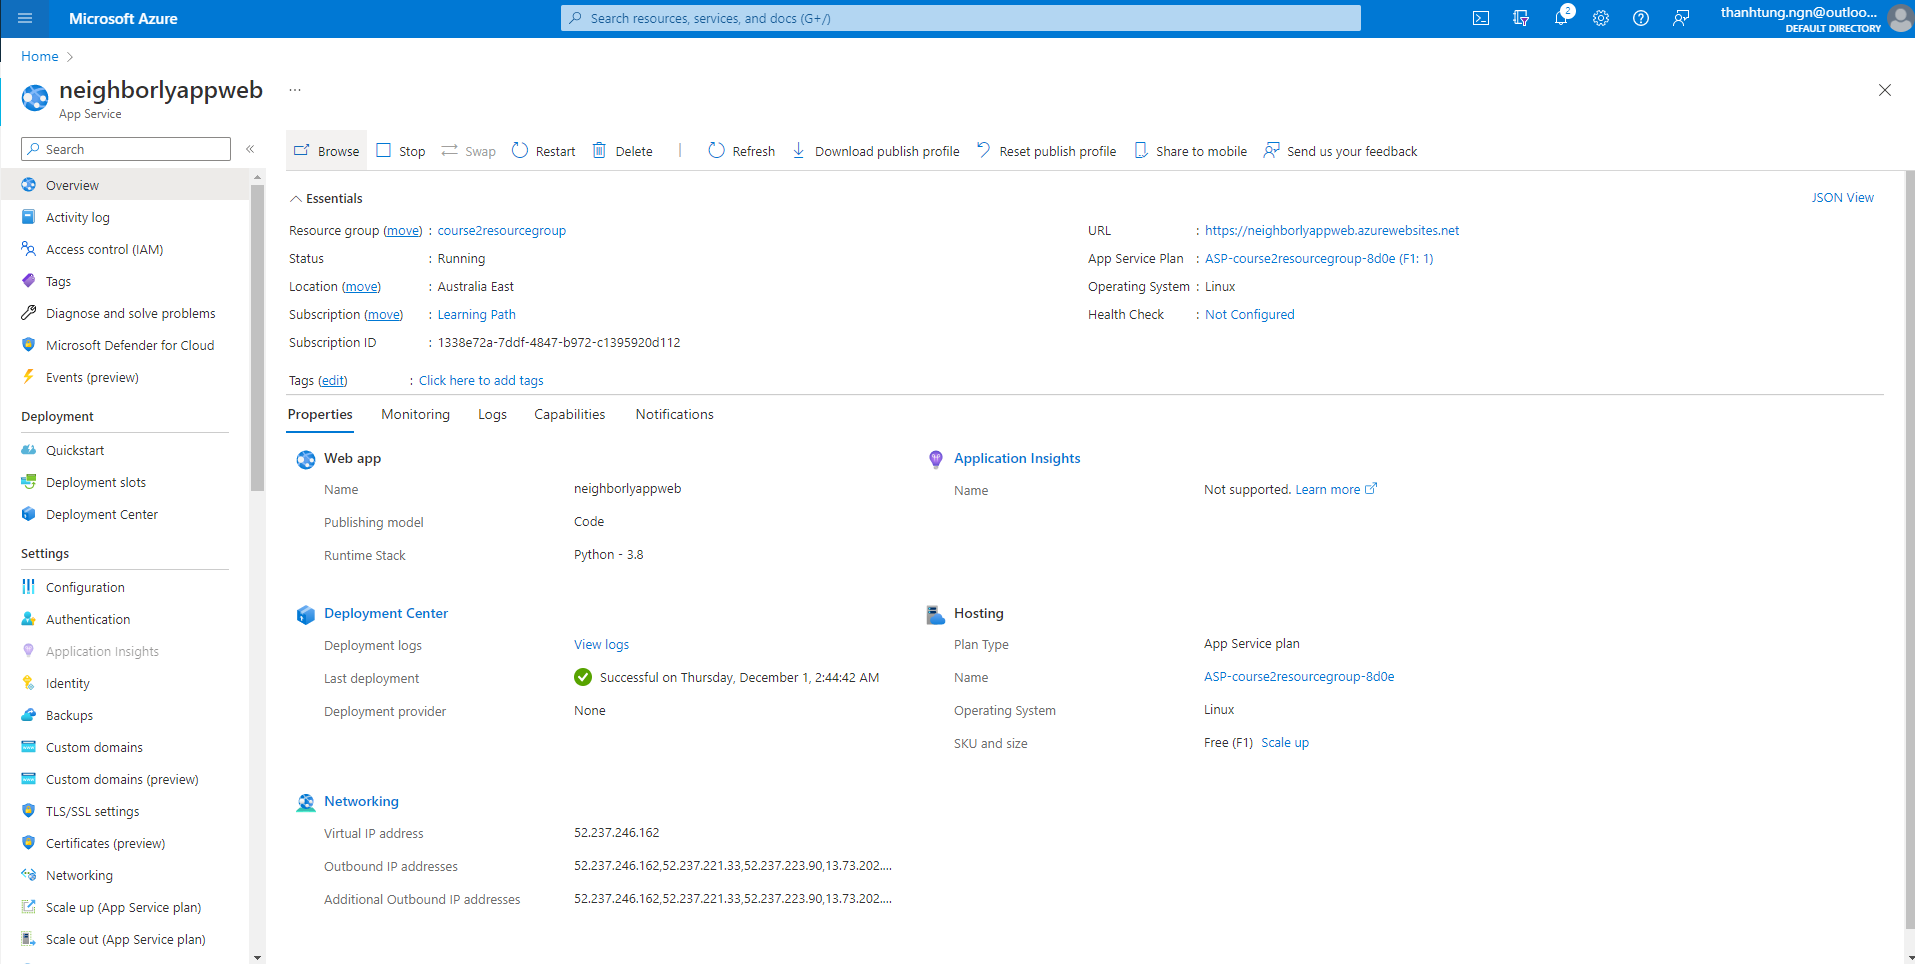 Microsoft Azure
Search resources, services, and docs (G+/)
2
thanhtung.ngn@outloo...
DEFAULT DIRECTORY
Home
neighborlyappweb
...
App Service
Search
Overview
Activity log
Access control (IAM)
Tags
Diagnose and solve problems
Microsoft Defender for Cloud
Events (preview)
Deployment
Quickstart
Deployment slots
Deployment Center
Settings
Configuration
Authentication
Application Insights
Identity
Backups
Custom domains
Custom domains (preview)
TLS/SSL settings
Certificates (preview)
Networking
Scale up (App Service plan)
Scale out (App Service plan)
Browse Stop Swap Restart Delete Refresh Download publish profile Reset publish profile Share to mobile Send us your feedback
Essentials
JSON View
Resource group (move) : course2resourcegroup
Status : Running
Location (move) : Australia East
Subscription (move) : Learning Path
Subscription ID : 1338e72a-7ddf-4847-b972-c1395920d112
URL : https://neighborlyappweb.azurewebsites.net
App Service Plan : ASP-course2resourcegroup-8d0e (F1: 1)
Operating System : Linux
Health Check : Not Configured
Tags (edit) : Click here to add tags
Properties Monitoring Logs Capabilities Notifications
Web app
Name neighborlyappweb
Publishing model Code
Runtime Stack Python - 3.8
Application Insights
Name Not supported. Learn more
Deployment Center
Deployment logs View logs
Last deployment Successful on Thursday, December 1, 2:44:42 AM
Deployment provider None
Hosting
Plan Type App Service plan
Name ASP-course2resourcegroup-8d0e
Operating System Linux
SKU and size Free (F1) Scale up
Networking
Virtual IP address 52.237.246.162
Outbound IP addresses 52.237.246.162,52.237.221.33,52.237.223.90,13.73.202....
Additional Outbound IP addresses 52.237.246.162,52.237.221.33,52.237.223.90,13.73.202....